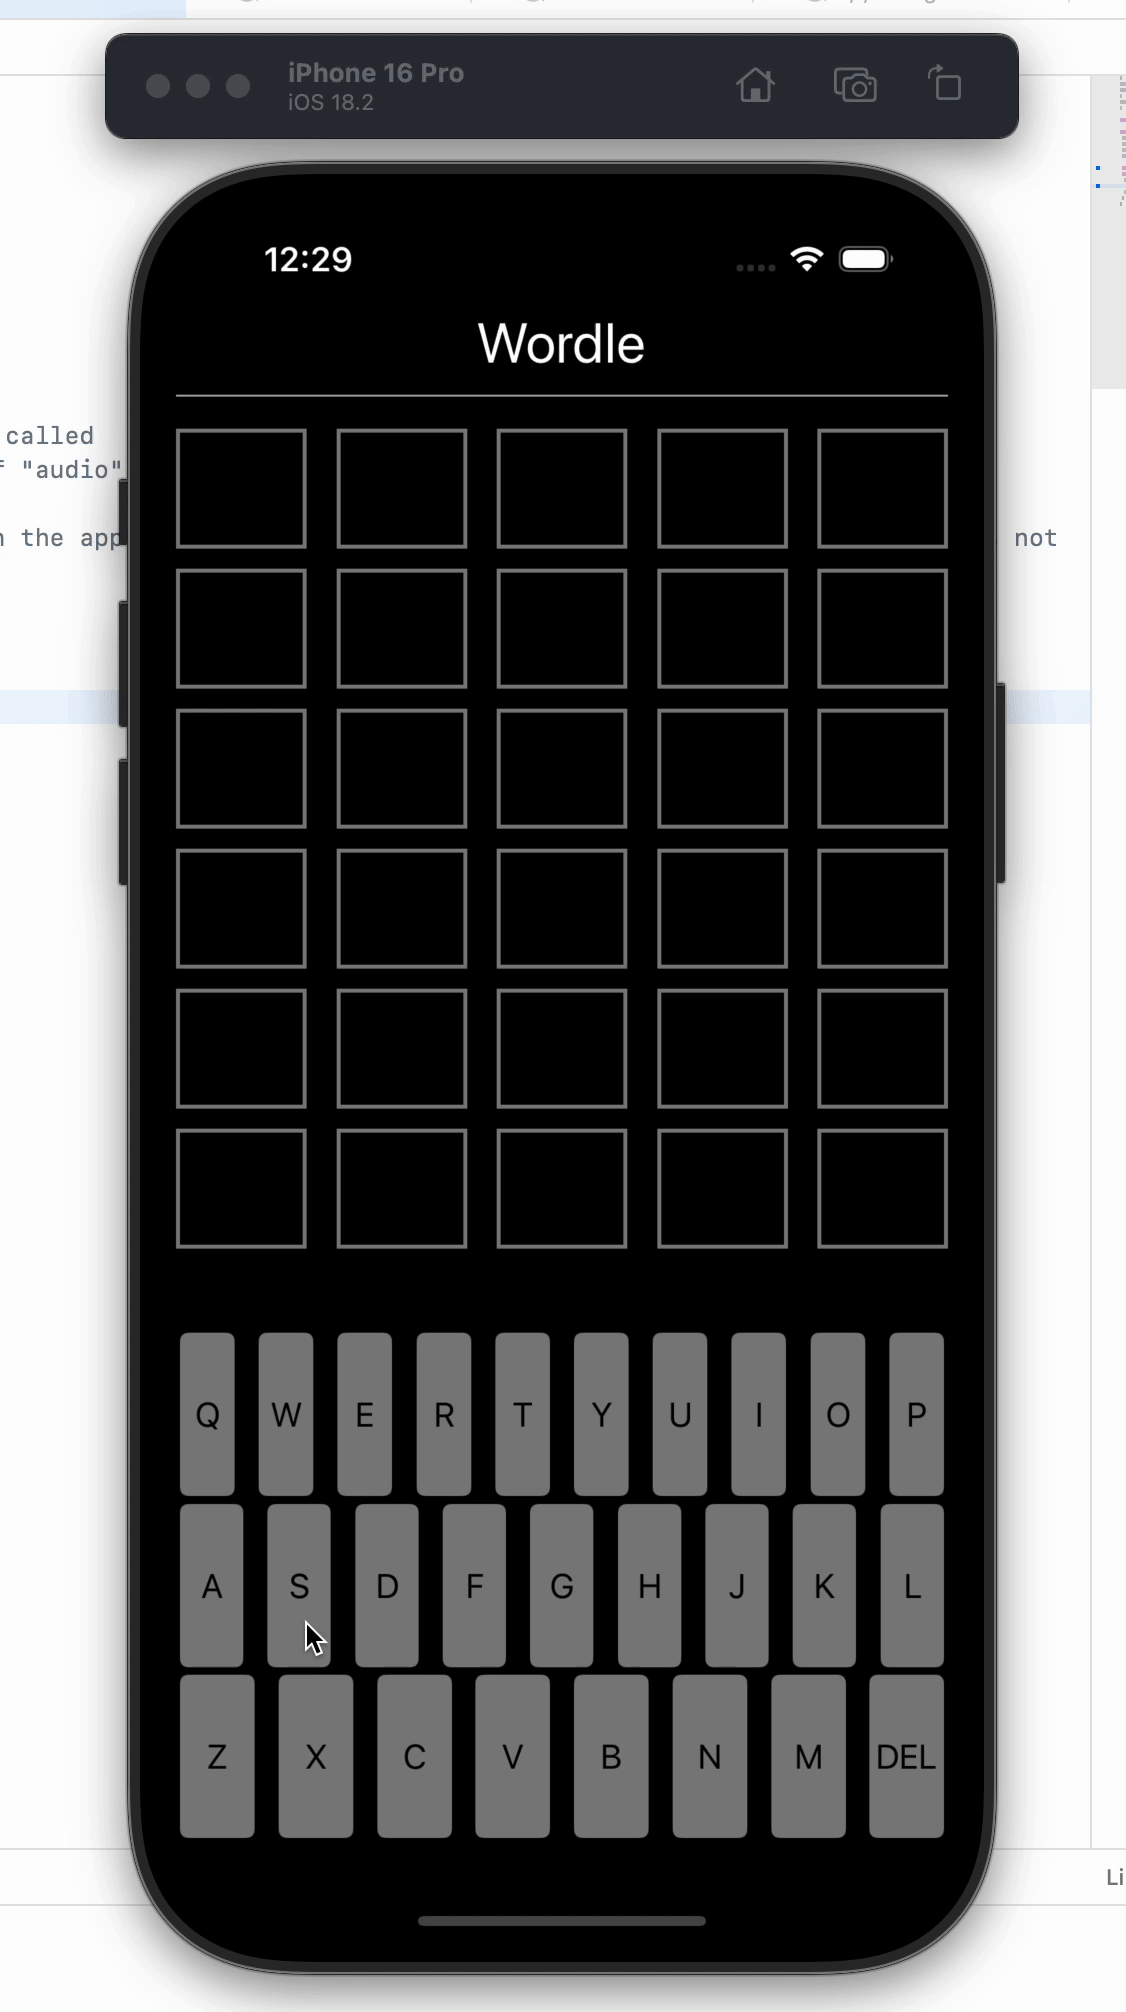 iPhone 16 Pro
iOS 18.2
12:29
Wordle
called
"audio"
the app
not
Q W E R T Y U I O P
A S D F G H J K L
Z X C V B N M DEL
Li